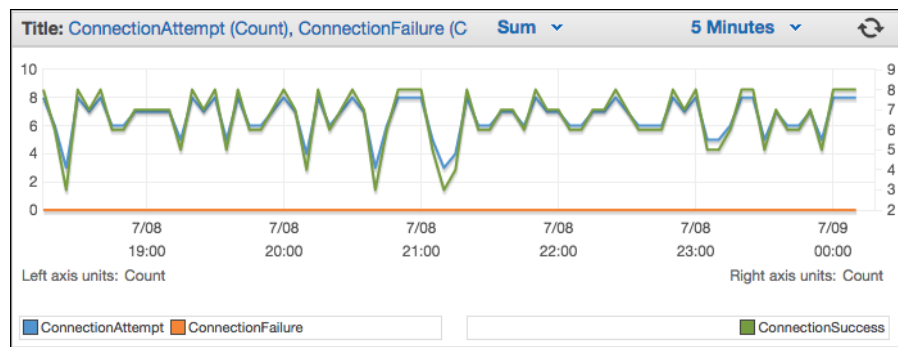 Title: ConnectionAttempt (Count), ConnectionFailure (C Sum 5 Minutes
10 9
8 8
7
6 6
5
4 4
2 3
0 2
7/08 7/08 7/08 7/08 7/08 7/09
19:00 20:00 21:00 22:00 23:00 00:00
Left axis units: Count Right axis units: Count
ConnectionAttempt ConnectionFailure ConnectionSuccess